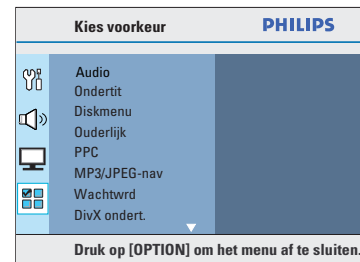 Kies voorkeur PHILIPS
Audio
Ondertit
Diskmenu
Ouderlijk
PPC
MP3/JPEG-nav
Wachtwrd
DivX ondert.
Druk op [OPTION] om het menu af te sluiten.